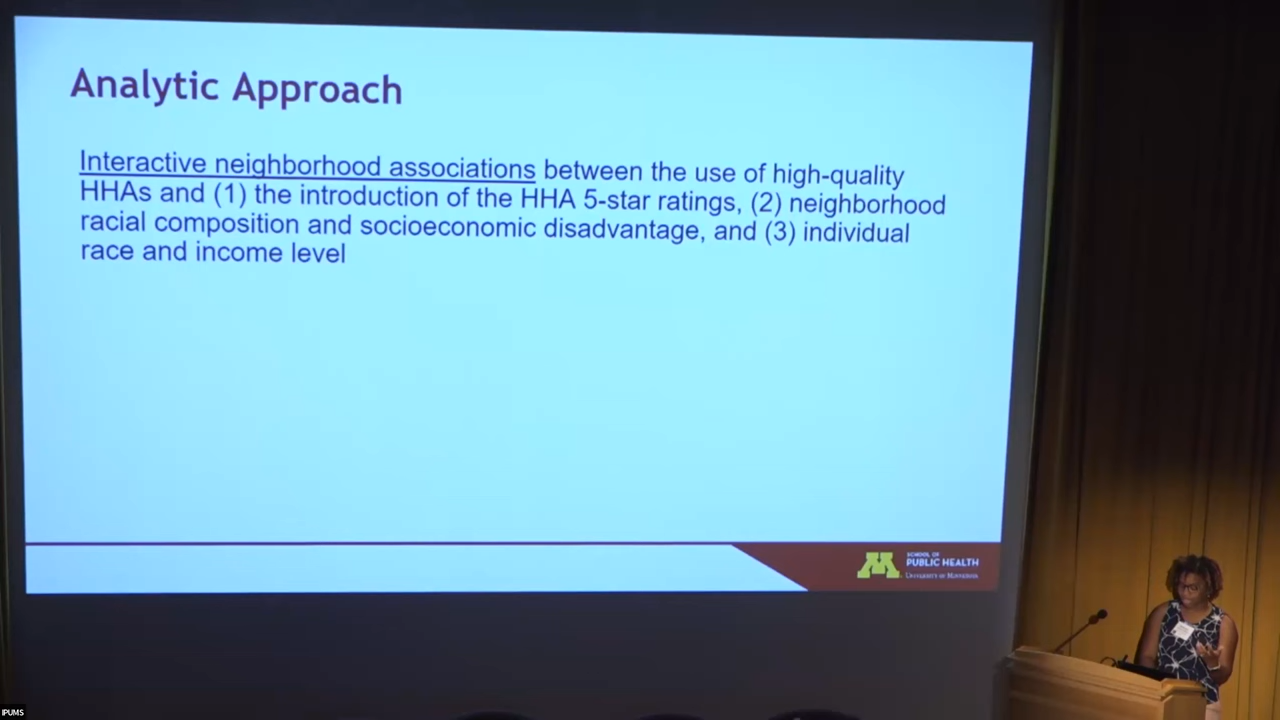 Analytic Approach
Interactive neighborhood associations between the use of high-quality
HHAs and (1) the introduction of the HHA 5-star ratings, (2) neighborhood
racial composition and socioeconomic disadvantage, and (3) individual
race and income level
M
SCHOOL OF
PUBLIC HEALTH
UNIVERSITY OF MINNESOTA
IPUMS